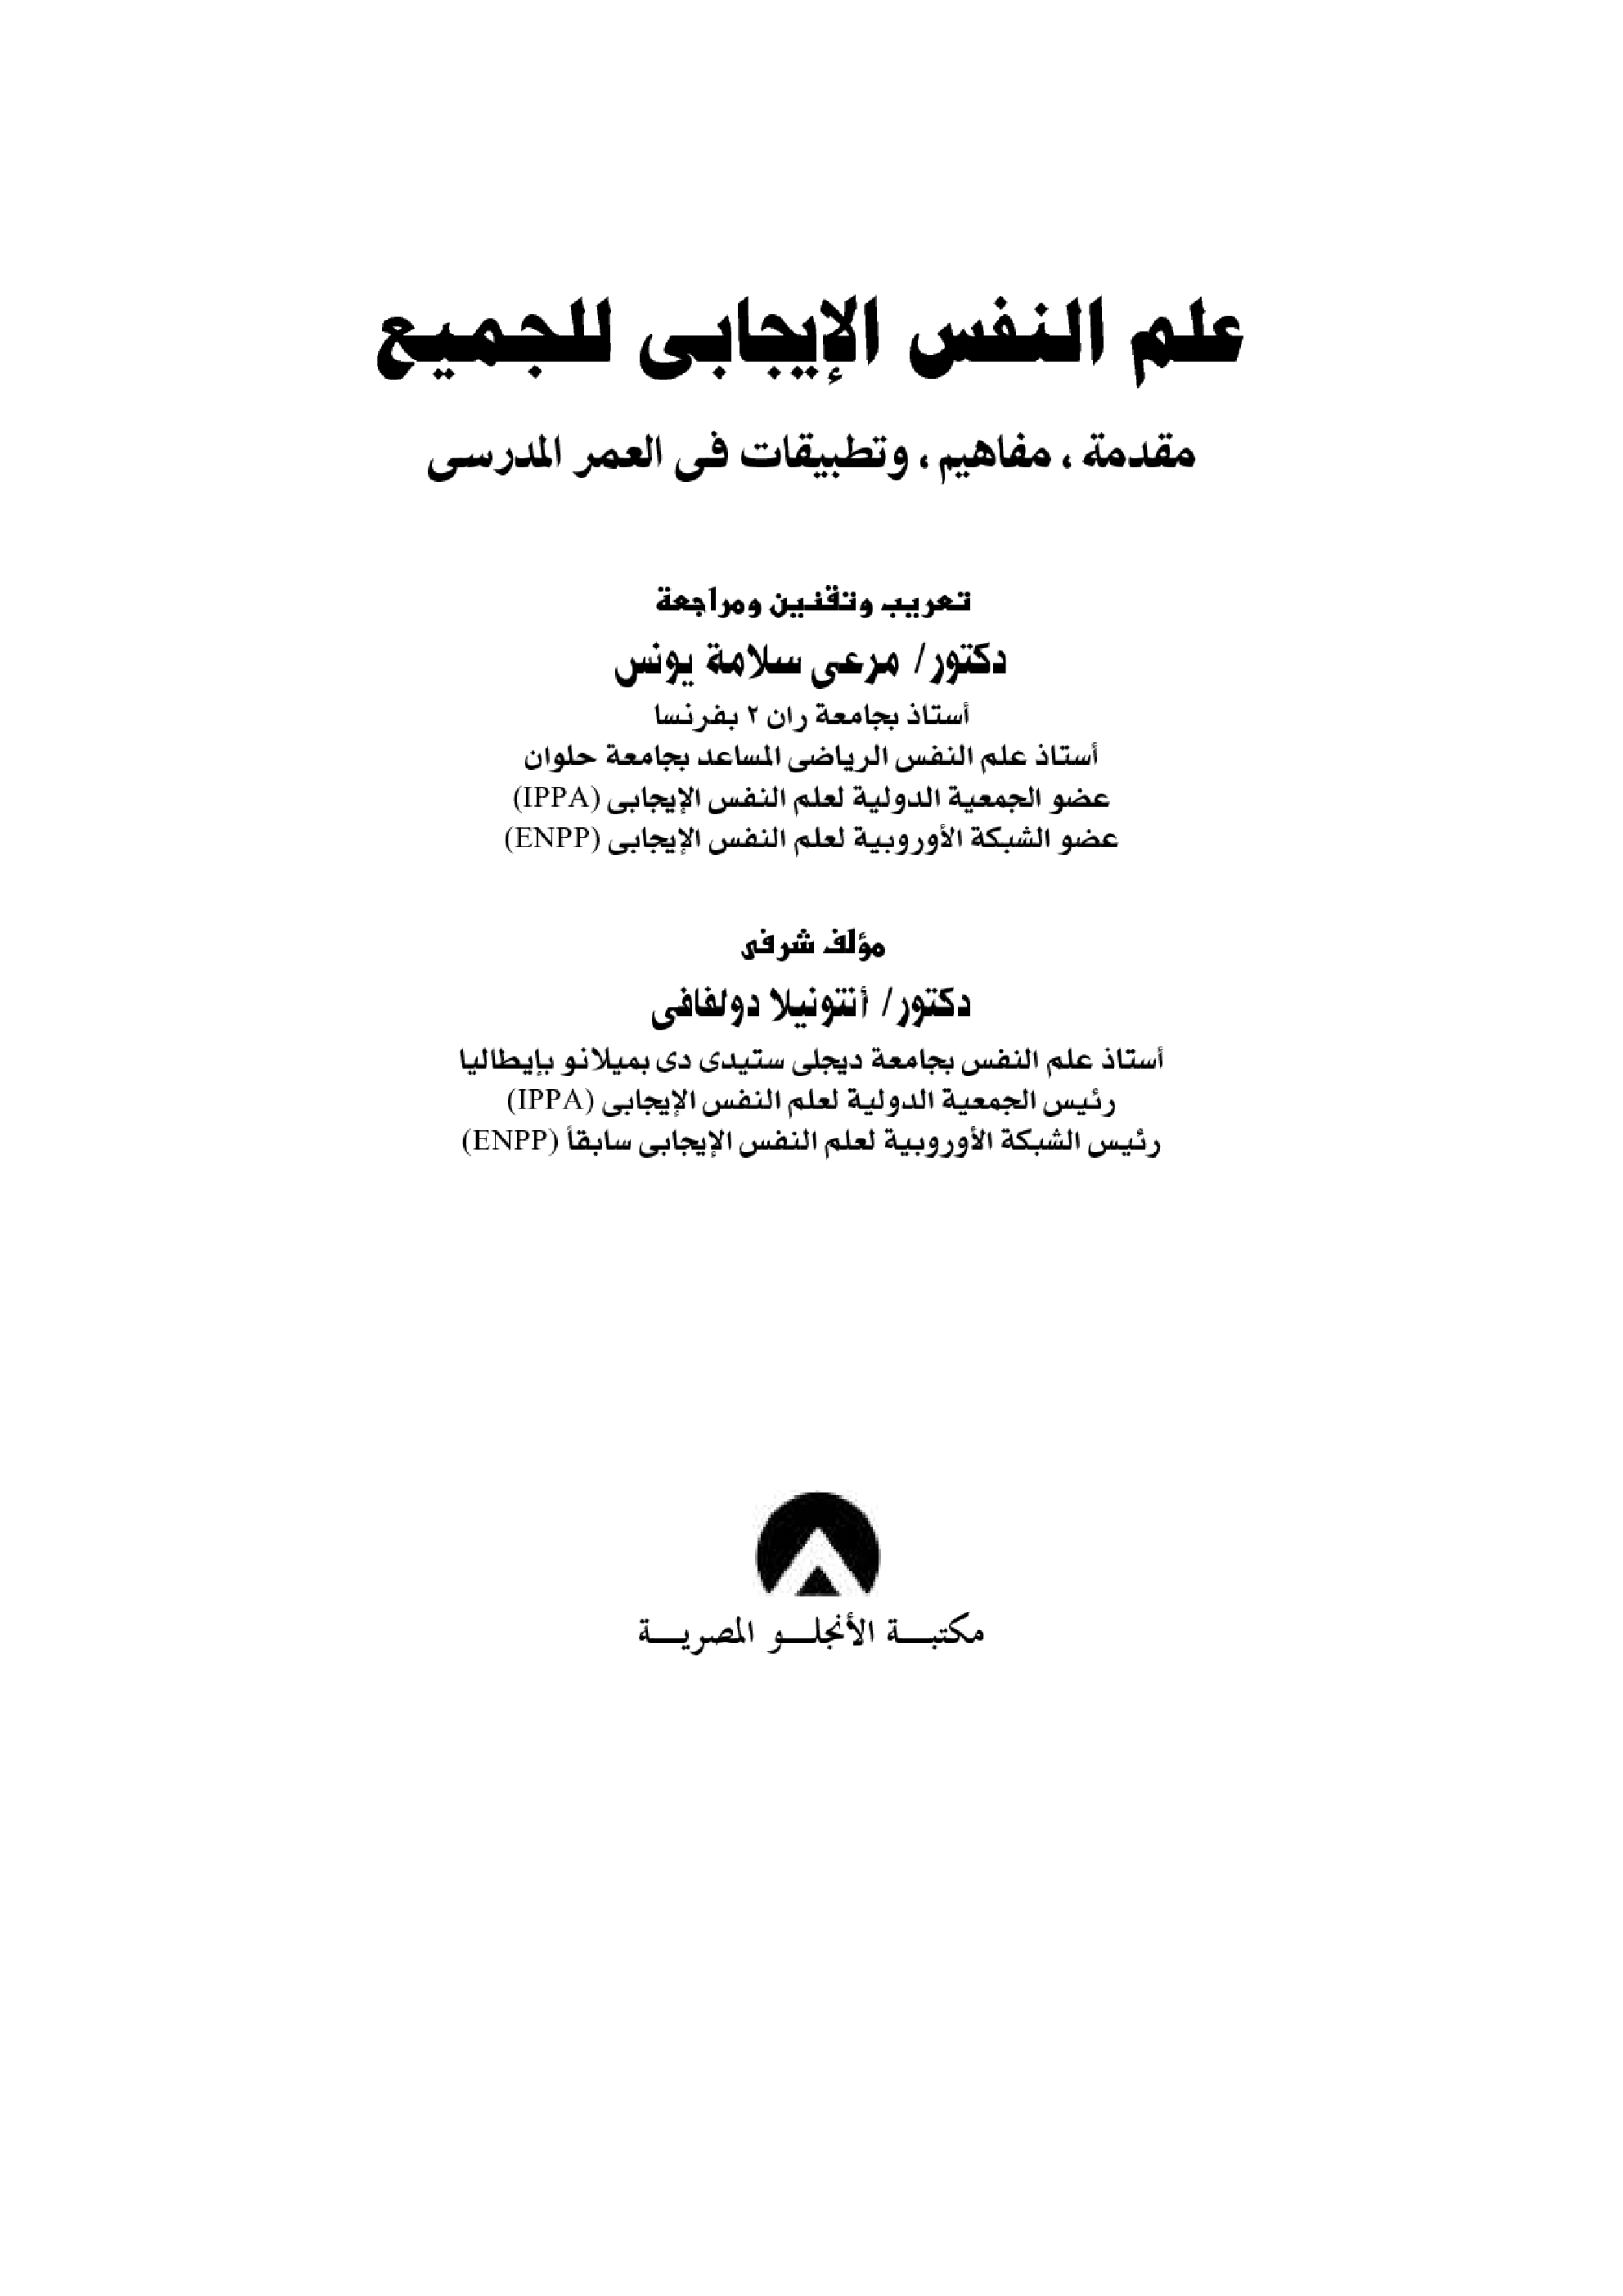 علم النفس الإيجابى للجميع
مقدمة ، مفاهيم ، وتطبيقات فى العمر المدرسى
تعريب وتقنين ومراجعة
دكتور/ مرعى سلامة يونس
أستاذ بجامعة ران ٢ بفرنسا
أستاذ علم النفس الرياضى المساعد بجامعة حلوان
عضو الجمعية الدولية لعلم النفس الإيجابى (IPPA)
عضو الشبكة الأوروبية لعلم النفس الإيجابى (ENPP)
مؤلف شرفى
دكتور/ أنتونيلا دولفافى
أستاذ علم النفس بجامعة ديجلى ستيدى دى بميلانو بإيطاليا
رئيس الجمعية الدولية لعلم النفس الإيجابى (IPPA)
رئيس الشبكة الأوروبية لعلم النفس الإيجابى سابقاً (ENPP)
مكتبـــة الأنجلـــو المصريـــة